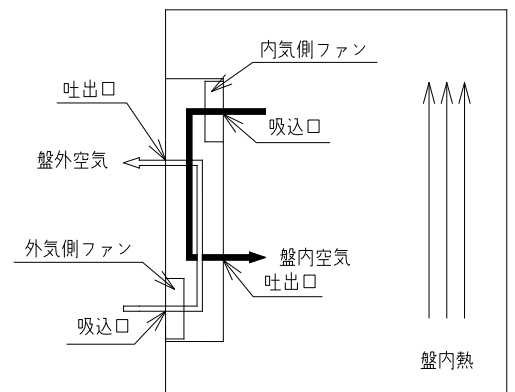 内気側ファン
吐出口
吸込口
盤外空気
外気側ファン
盤内空気
吐出口
吸込口
盤内熱